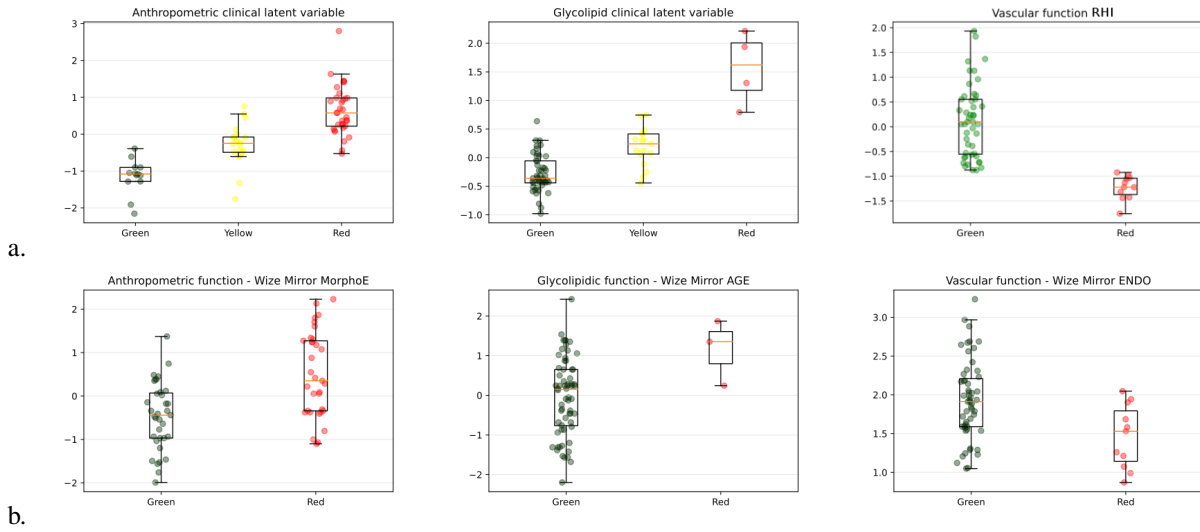 Anthropometric clinical latent variable
3
2
1
0
−1
−2
Green Yellow Red
Glycolipid clinical latent variable
2.0
1.5
1.0
0.5
0.0
−0.5
−1.0
Green Yellow Red
Vascular function RHI
2.0
1.5
1.0
0.5
0.0
−0.5
−1.0
−1.5
Green Red
a.
Anthropometric function - Wize Mirror MorphoE
2
1
0
−1
−2
Green Red
Glycolipidic function - Wize Mirror AGE
2
1
0
−1
−2
Green Red
Vascular function - Wize Mirror ENDO
3.0
2.5
2.0
1.5
1.0
Green Red
b.